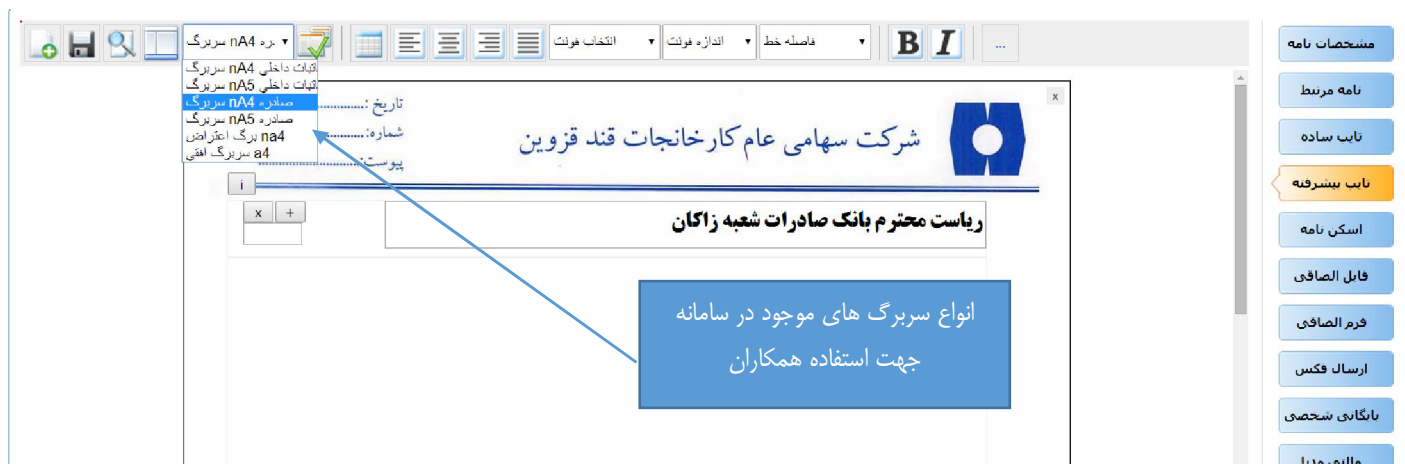 سربرگ nA4 ره.
انتخاب فونت
اندازه فونت
فاصله خط
B
I
...
اثبات داخلی nA4 سربرگ
اثبات داخلی nA5 سربرگ
صادره nA4 سربرگ
صادره nA5 سربرگ
na4 برگ اعتراض
a4 سربرگ افقی
x
شرکت سهامی عام کارخانجات قند قزوین
تاریخ :
شماره:
پیوست:
i
x
+
ریاست محترم بانک صادرات شعبه زاکان
انواع سربرگ های موجود در سامانه
جهت استفاده همکاران
مشخصات نامه
نامه مرتبط
تایپ ساده
تایپ پیشرفته
اسکن نامه
فایل الصاقی
فرم الصاقی
ارسال فکس
بایگانی شخصی